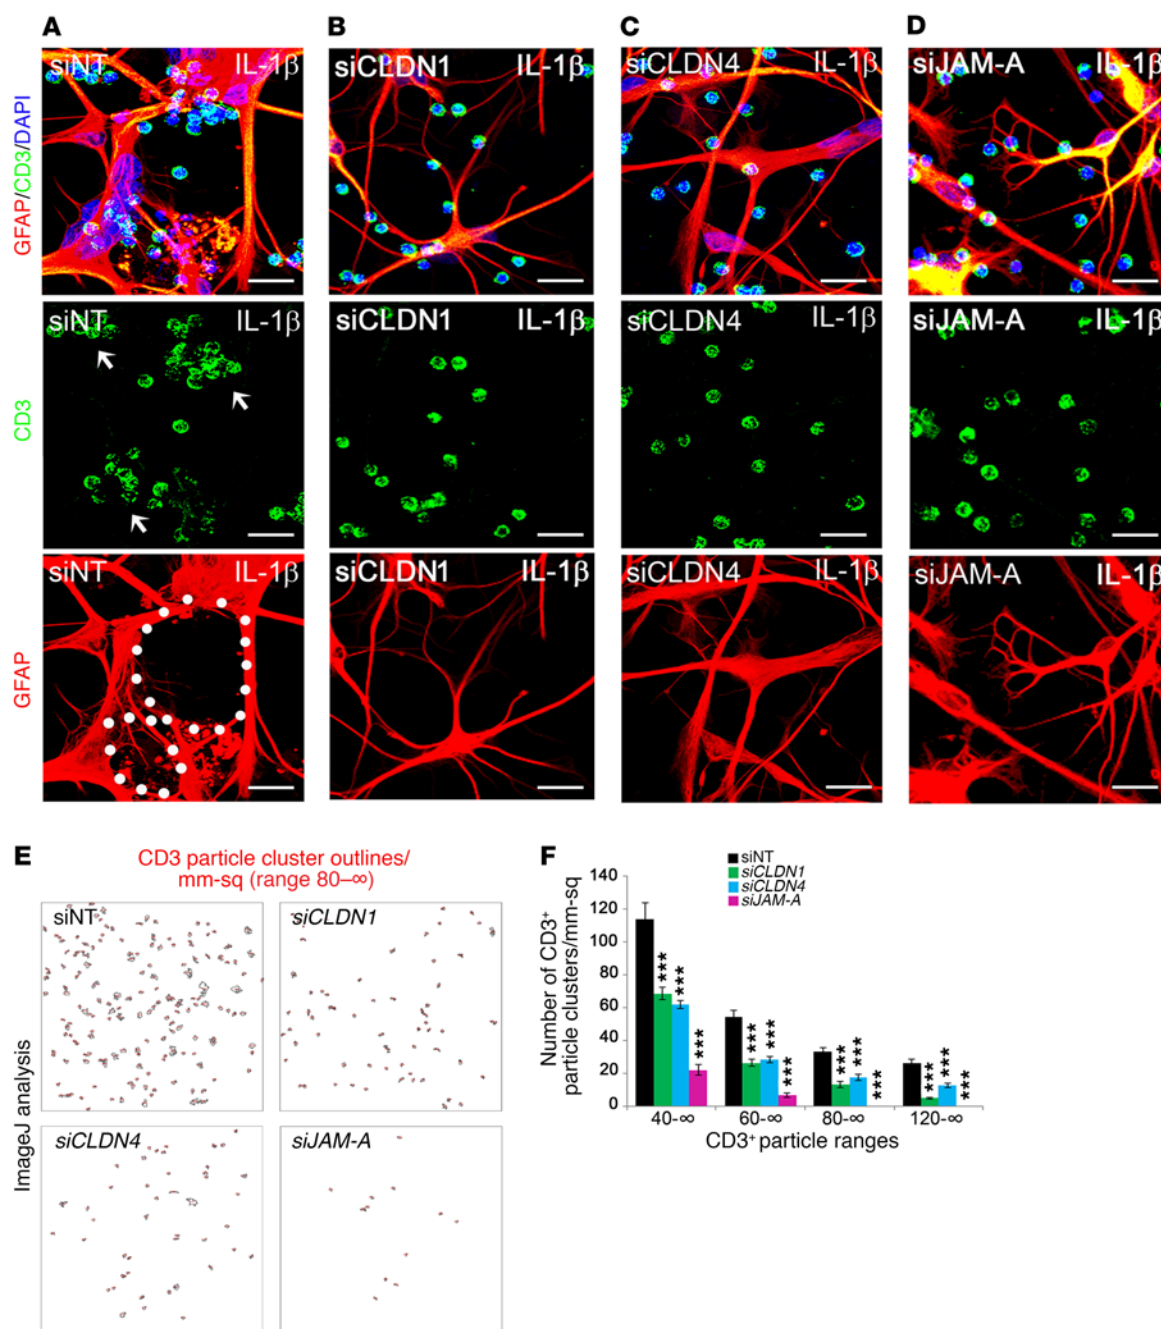 A
B
C
D
GFAP/CD3/DAPI
siNT IL-1β
siCLDN1 IL-1β
siCLDN4 IL-1β
siJAM-A IL-1β
CD3
siNT IL-1β
siCLDN1 IL-1β
siCLDN4 IL-1β
siJAM-A IL-1β
GFAP
siNT IL-1β
siCLDN1 IL-1β
siCLDN4 IL-1β
siJAM-A IL-1β
E
CD3 particle cluster outlines/
mm-sq (range 80–∞)
ImageJ analysis
siNT
siCLDN1
siCLDN4
siJAM-A
F
siNT
siCLDN1
siCLDN4
siJAM-A
Number of CD3⁺
particle clusters/mm-sq
140
120
100
80
60
40
20
0
*** *** ***
*** *** ***
*** *** ***
*** *** ***
40-∞ 60-∞ 80-∞ 120-∞
CD3⁺ particle ranges